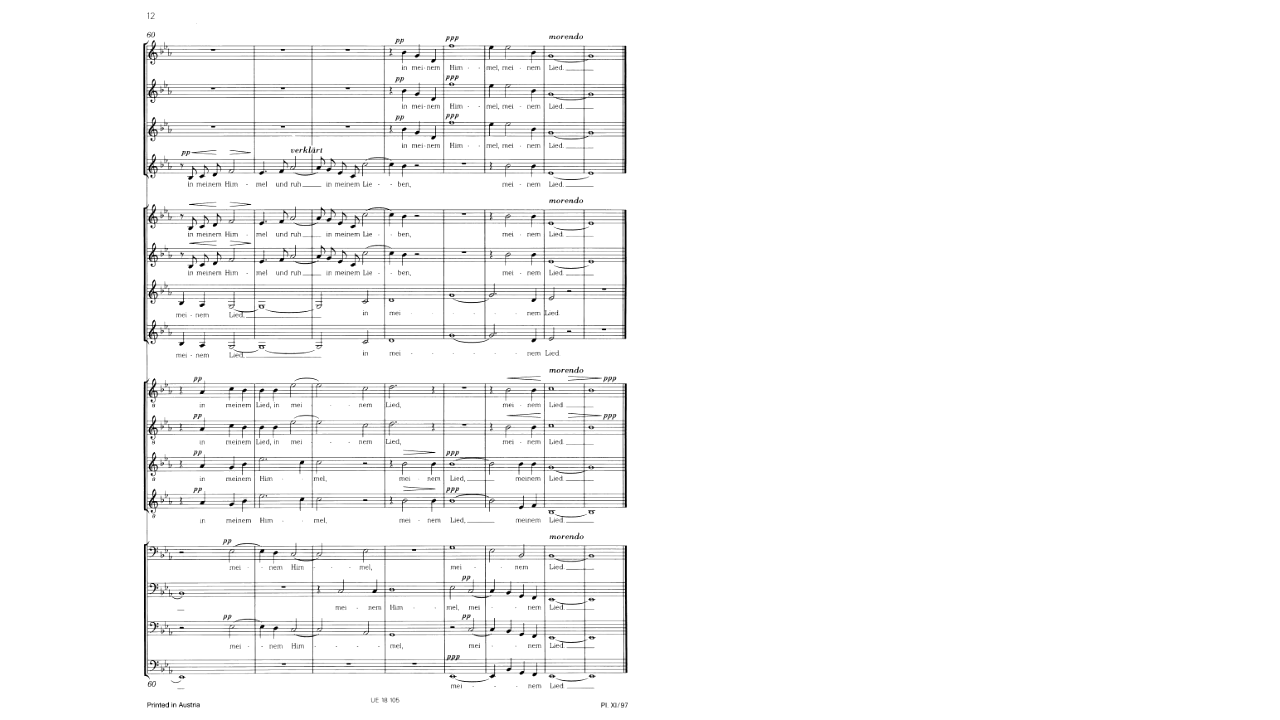 12
60
pp ppp morendo
in mei - nem Him - mel, mei - nem Lied.
pp ppp
in mei - nem Him - mel, mei - nem Lied.
pp ppp
in mei - nem Him - mel, mei - nem Lied.
pp verklärt
in meinem Him - mel und ruh in meinem Lie - ben, mei - nem Lied.
morendo
in meinem Him - mel und ruh in meinem Lie - ben, mei - nem Lied.
in meinem Him - mel und ruh in meinem Lie - ben, mei - nem Lied.
mei - nem Lied, in mei - nem Lied.
mei - nem Lied, in mei - nem Lied.
pp morendo ppp
in meinem Lied, in mei - nem Lied, mei - nem Lied.
pp ppp
in meinem Lied, in mei - nem Lied, mei - nem Lied.
pp ppp
in meinem Him - mel, mei - nem Lied, meinem Lied.
pp ppp
in meinem Him - mel, mei - nem Lied, meinem Lied.
pp morendo
mei - nem Him - mel, mei - nem Lied.
pp
mei - nem Him - mel, mei - nem Lied.
pp pp
mei - nem Him - mel, mei - nem Lied.
ppp
mei - nem Lied.
60
Printed in Austria UE 18 105 Pl. XI/97